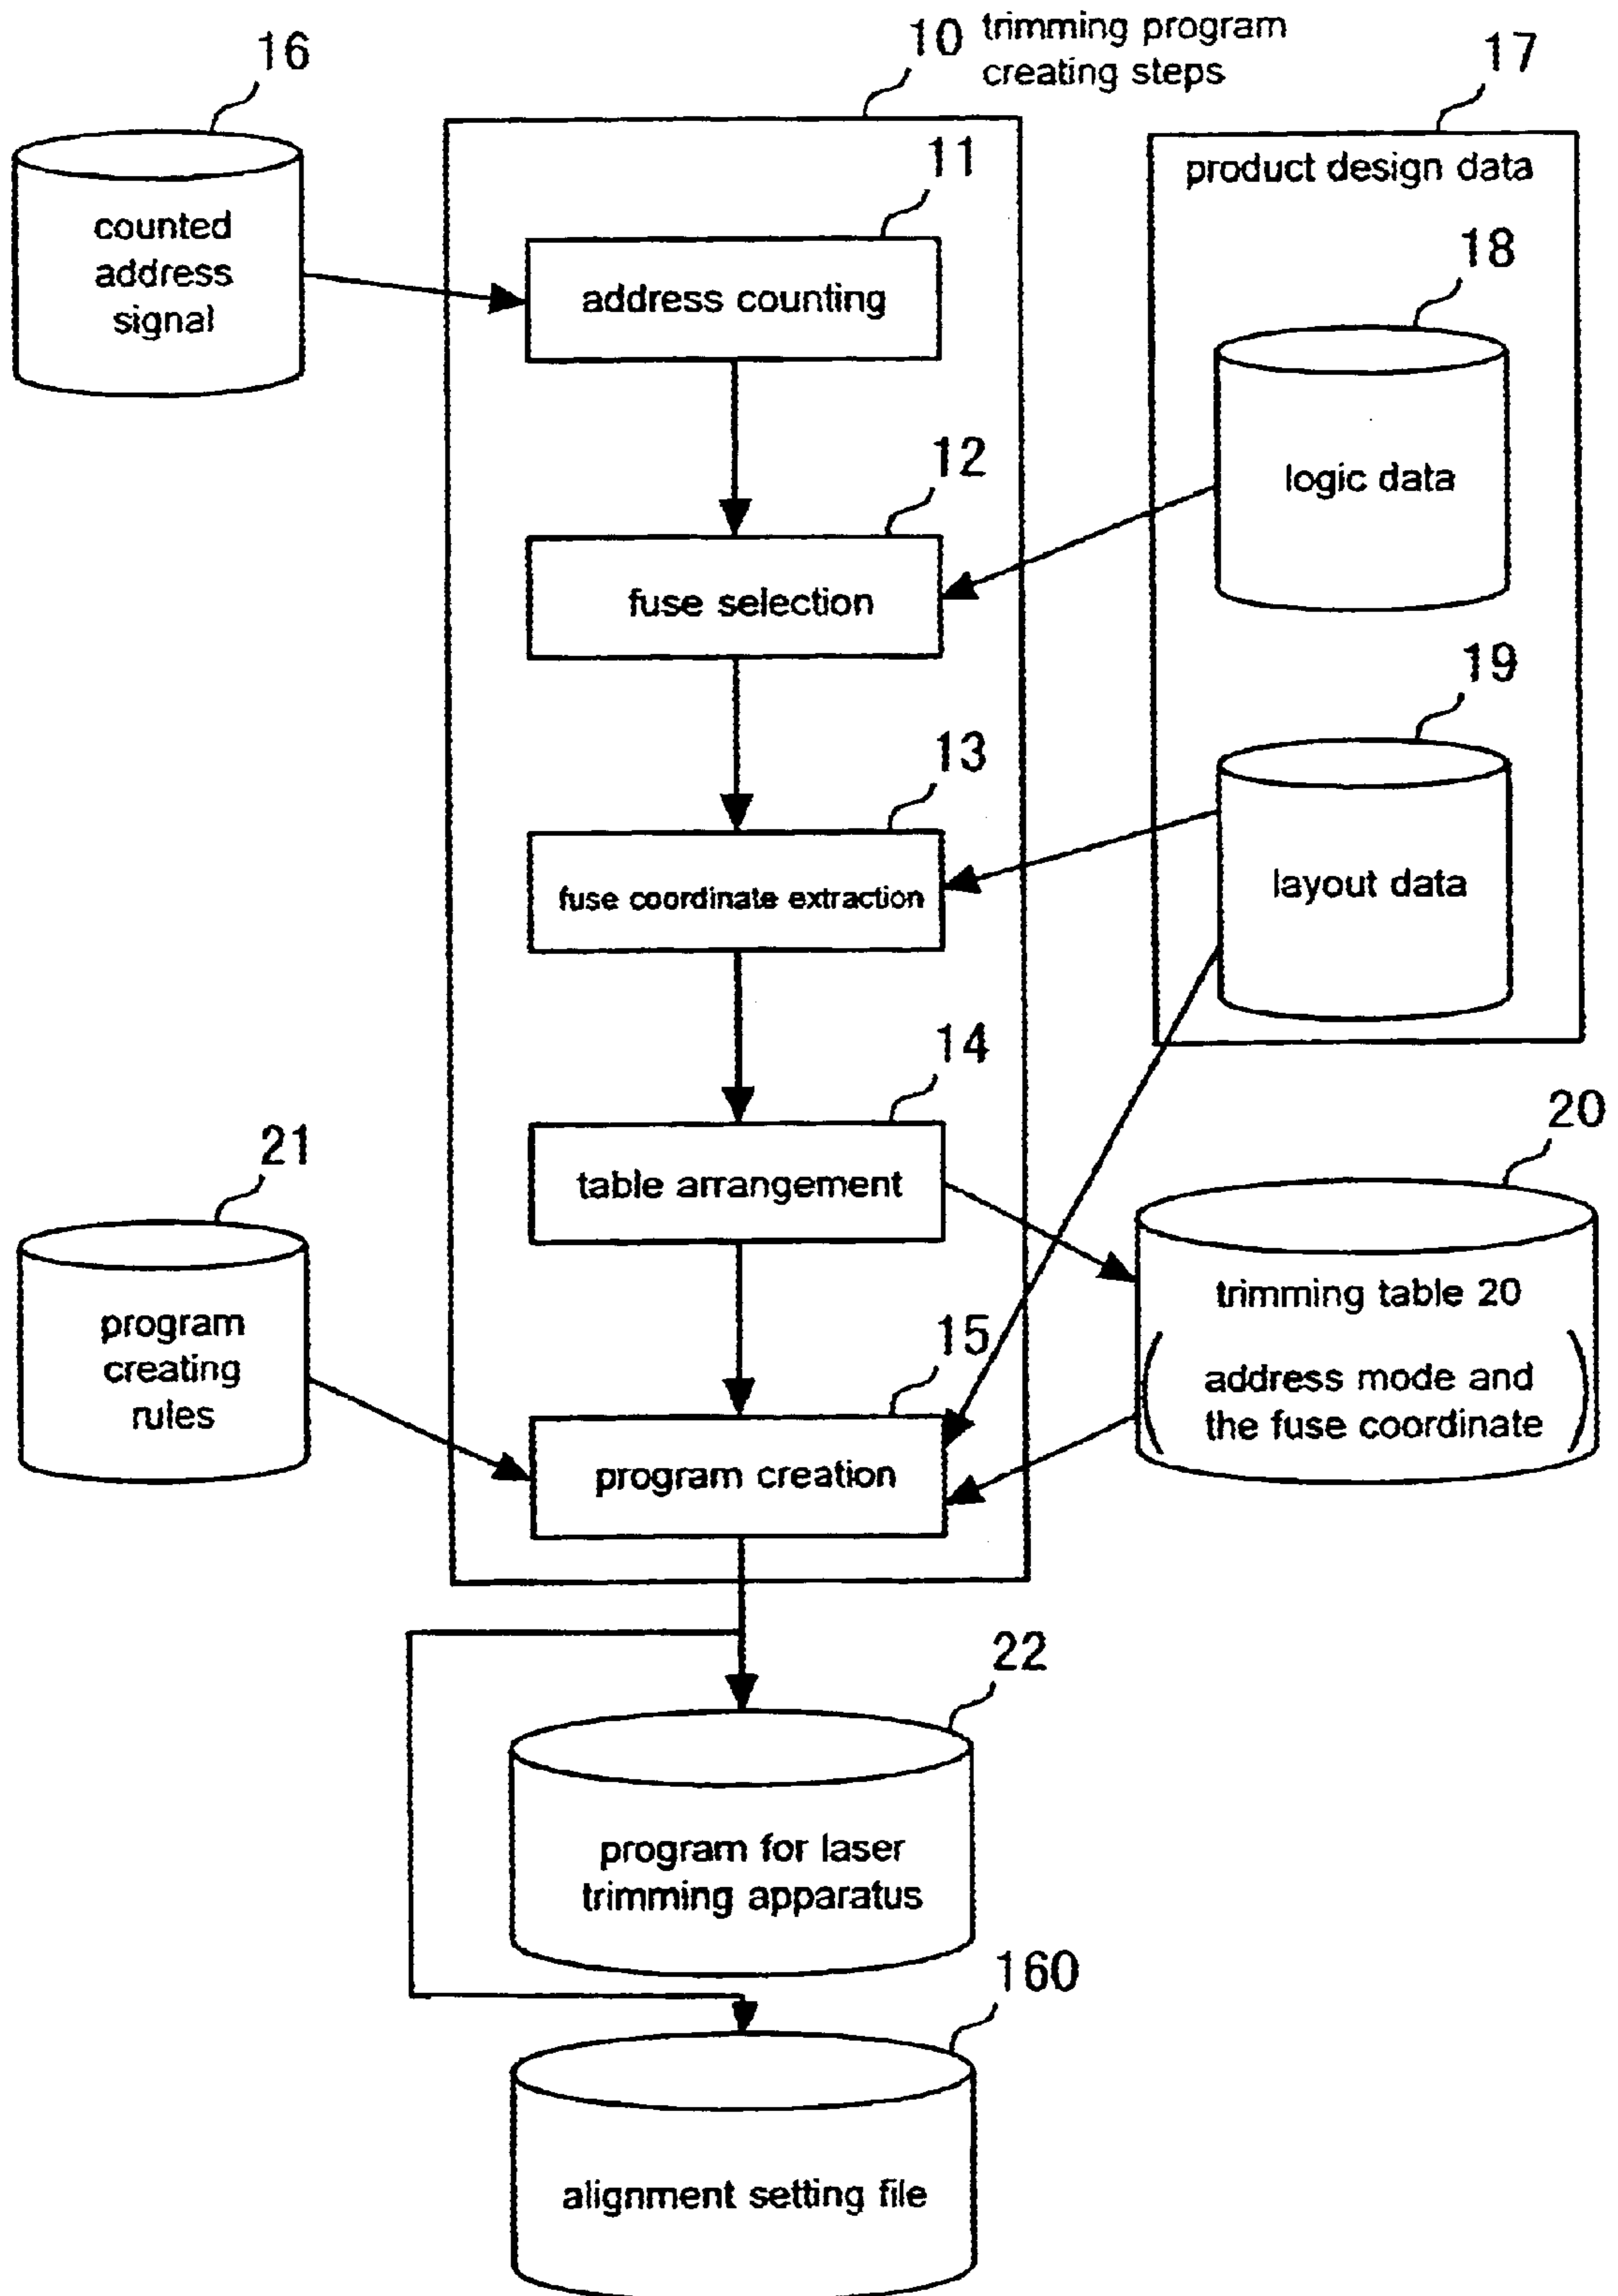 10 trimming program
creating steps
16
17
11
product design data
counted
address
signal
18
address counting
12
logic data
fuse selection
19
13
layout data
fuse coordinate extraction
14
20
21
table arrangement
trimming table 20
program
creating
rules
15
( address mode and
the fuse coordinate )
program creation
22
program for laser
trimming apparatus
160
alignment setting file